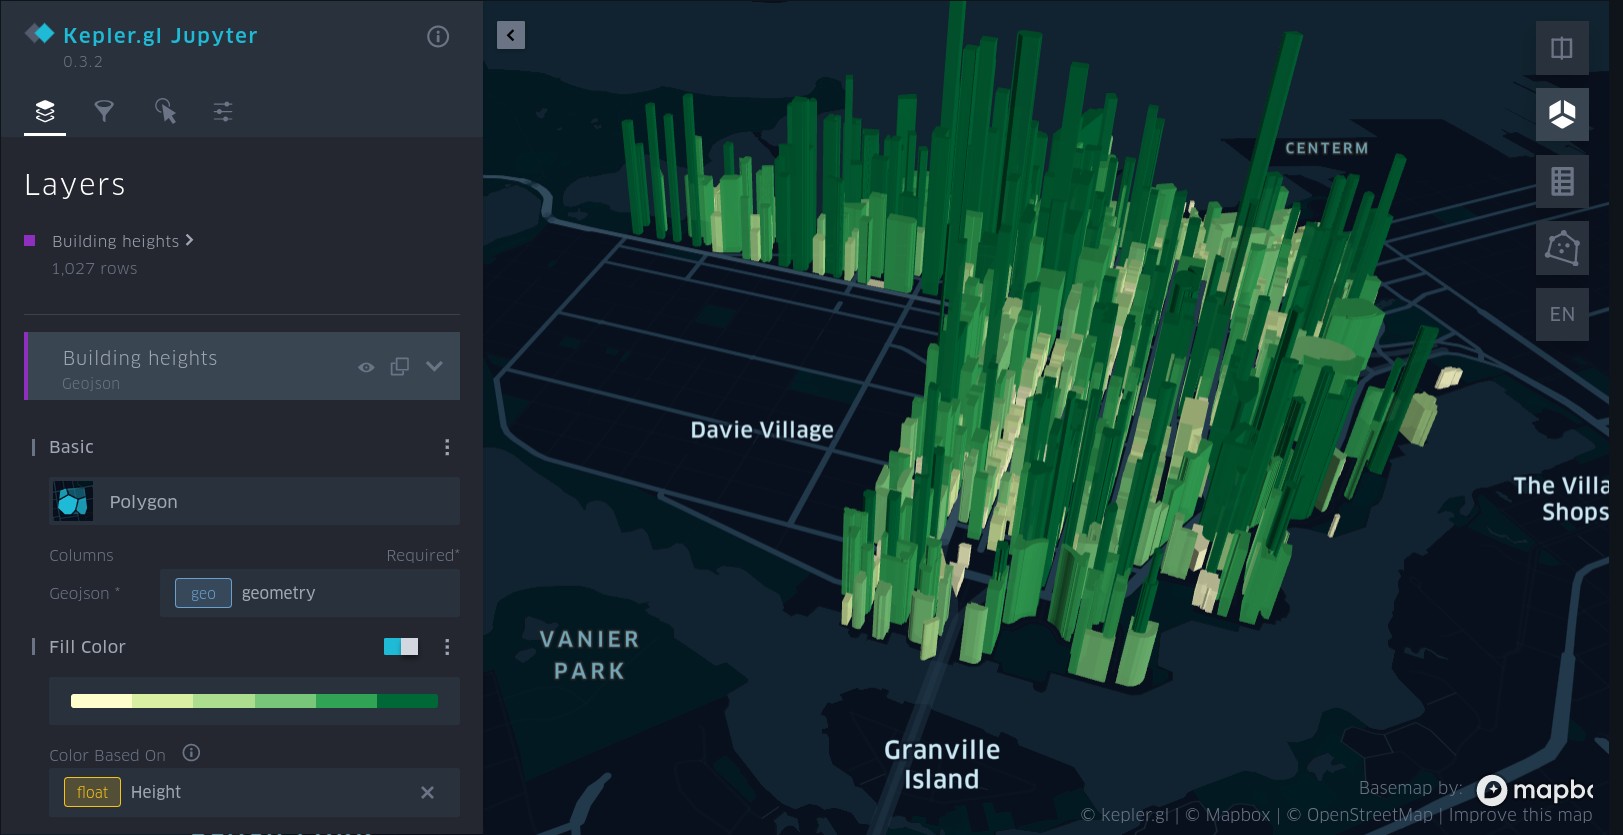 Kepler.gl Jupyter
0.3.2
Layers
Building heights
1,027 rows
Building heights
Geojson
Basic
Polygon
Columns Required*
Geojson * geo geometry
Fill Color
Color Based On
float Height
CENTERM
EN
Davie Village
The Villa
Shops
VANIER
PARK
Granville
Island
Basemap by: mapbo
© kepler.gl | © Mapbox | © OpenStreetMap | Improve this map